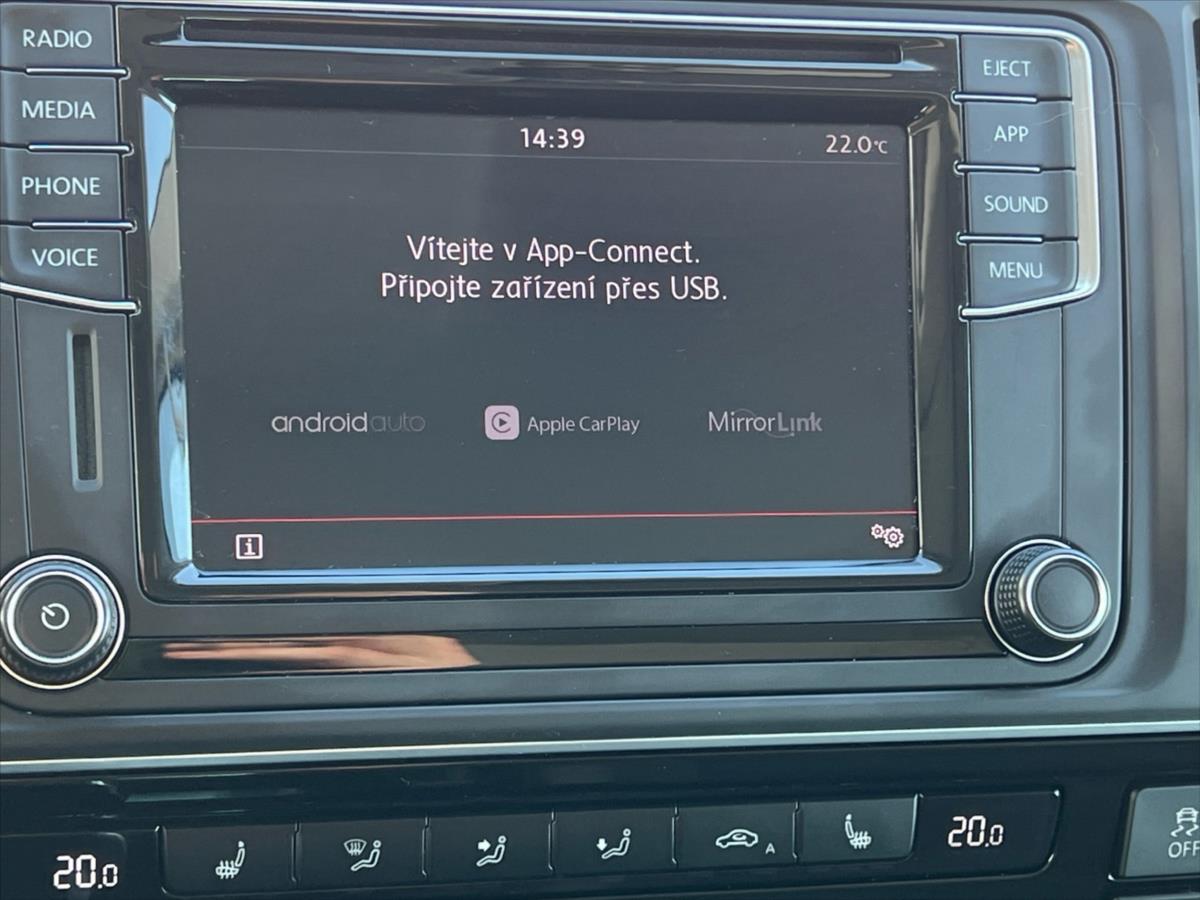 RADIO
MEDIA
PHONE
VOICE
EJECT
APP
SOUND
MENU
14:39
22.0°C
Vítejte v App-Connect.
Připojte zařízení přes USB.
androidauto
Apple CarPlay
MirrorLink
i
20.0
A
20.0
OFF